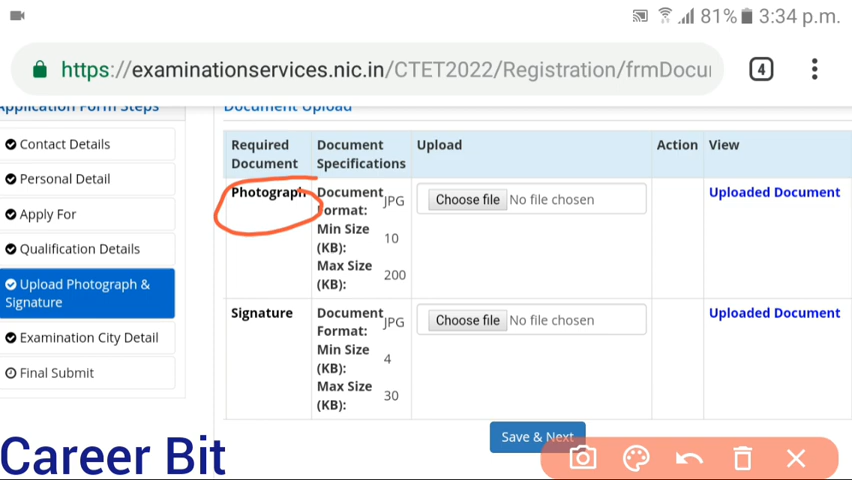 81% 3:34 p.m.
https://examinationservices.nic.in/CTET2022/Registration/frmDocu
4
Application Form Steps
Document Upload
Contact Details
Personal Detail
Apply For
Qualification Details
Upload Photograph &
Signature
Examination City Detail
Final Submit
Required Document Upload Action View
Document Specifications
Photograph Document JPG Choose file No file chosen Uploaded Document
Format:
Min Size 10
(KB):
Max Size 200
(KB):
Signature Document JPG Choose file No file chosen Uploaded Document
Format:
Min Size 4
(KB):
Max Size 30
(KB):
Save & Next
Career Bit